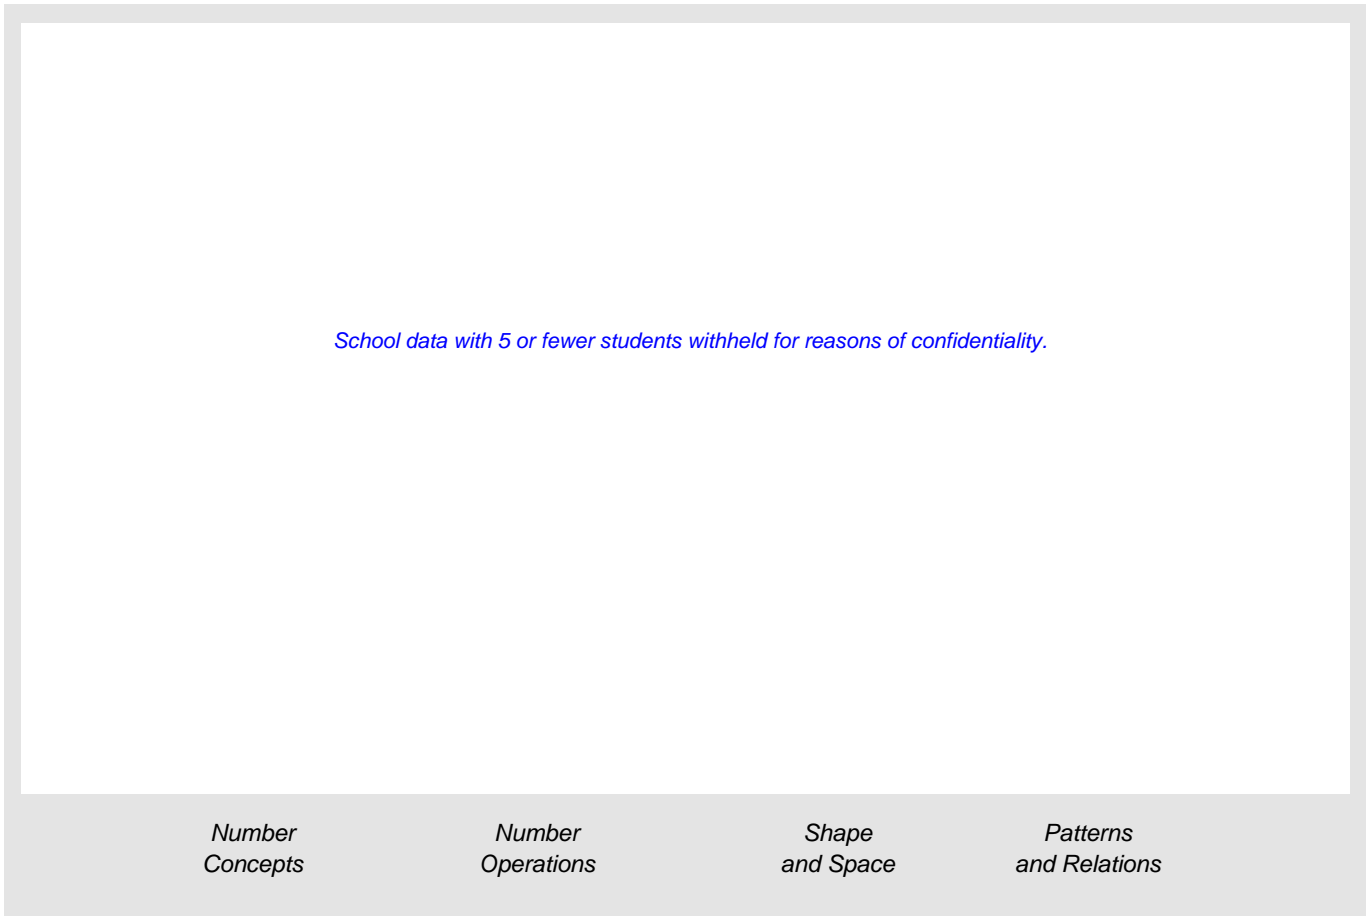 School data with 5 or fewer students withheld for reasons of confidentiality.
Number Concepts
Number Operations
Shape and Space
Patterns and Relations